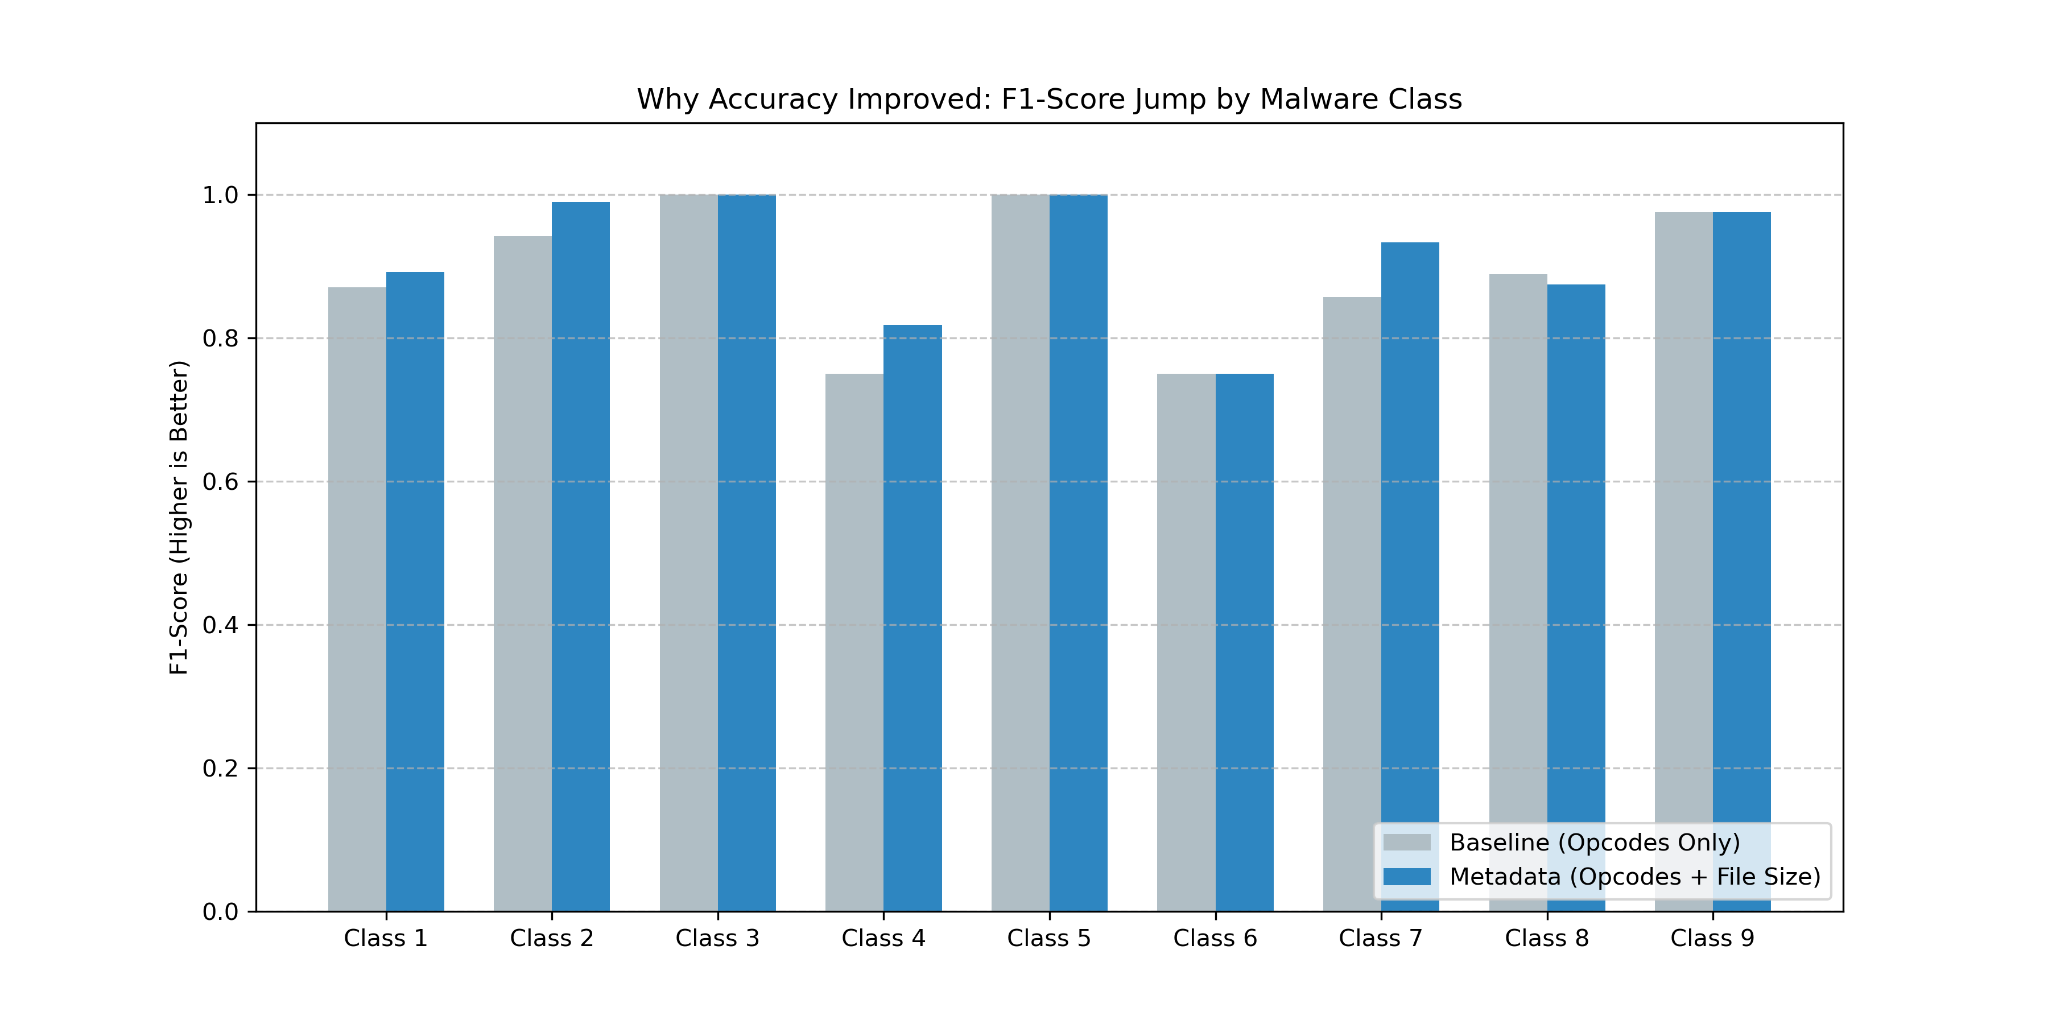 Why Accuracy Improved: F1-Score Jump by Malware Class
F1-Score (Higher is Better)
1.0
0.8
0.6
0.4
0.2
0.0
Class 1 Class 2 Class 3 Class 4 Class 5 Class 6 Class 7 Class 8 Class 9
Baseline (Opcodes Only)
Metadata (Opcodes + File Size)